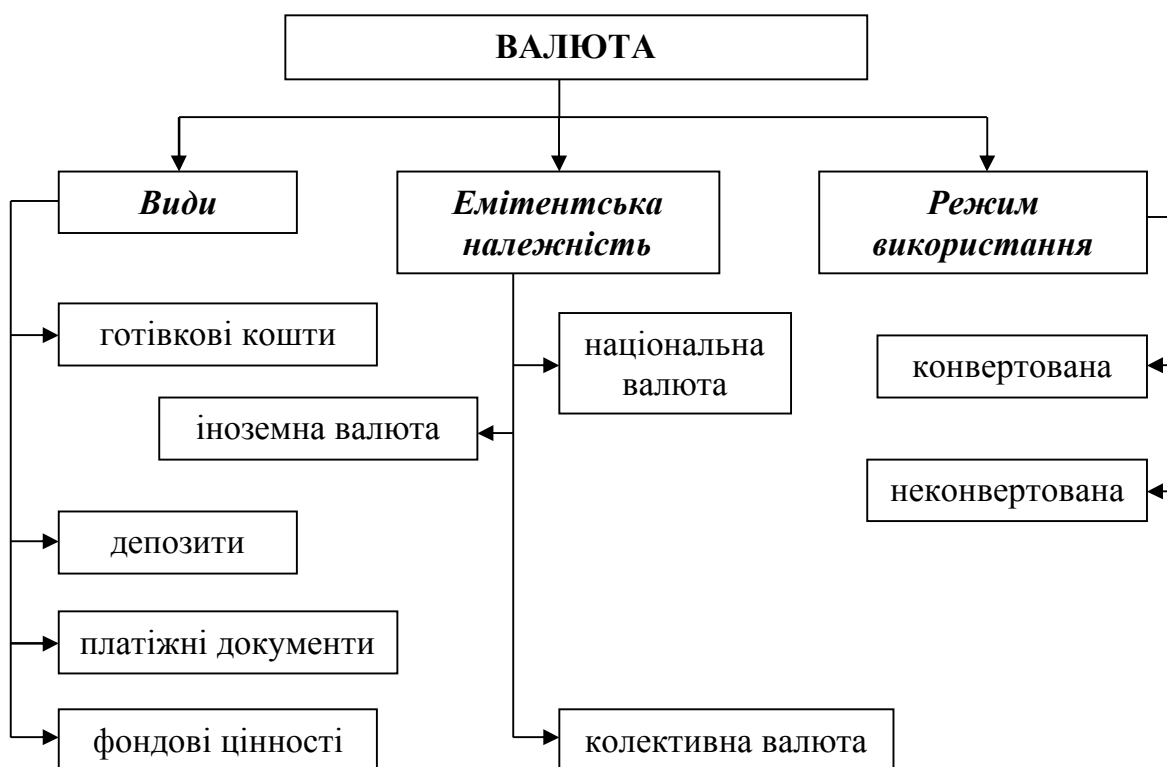 ВАЛЮТА
Види
Емітентська
належність
Режим
використання
готівкові кошти
національна
валюта
конвертована
іноземна валюта
неконвертована
депозити
платіжні документи
фондові цінності
колективна валюта